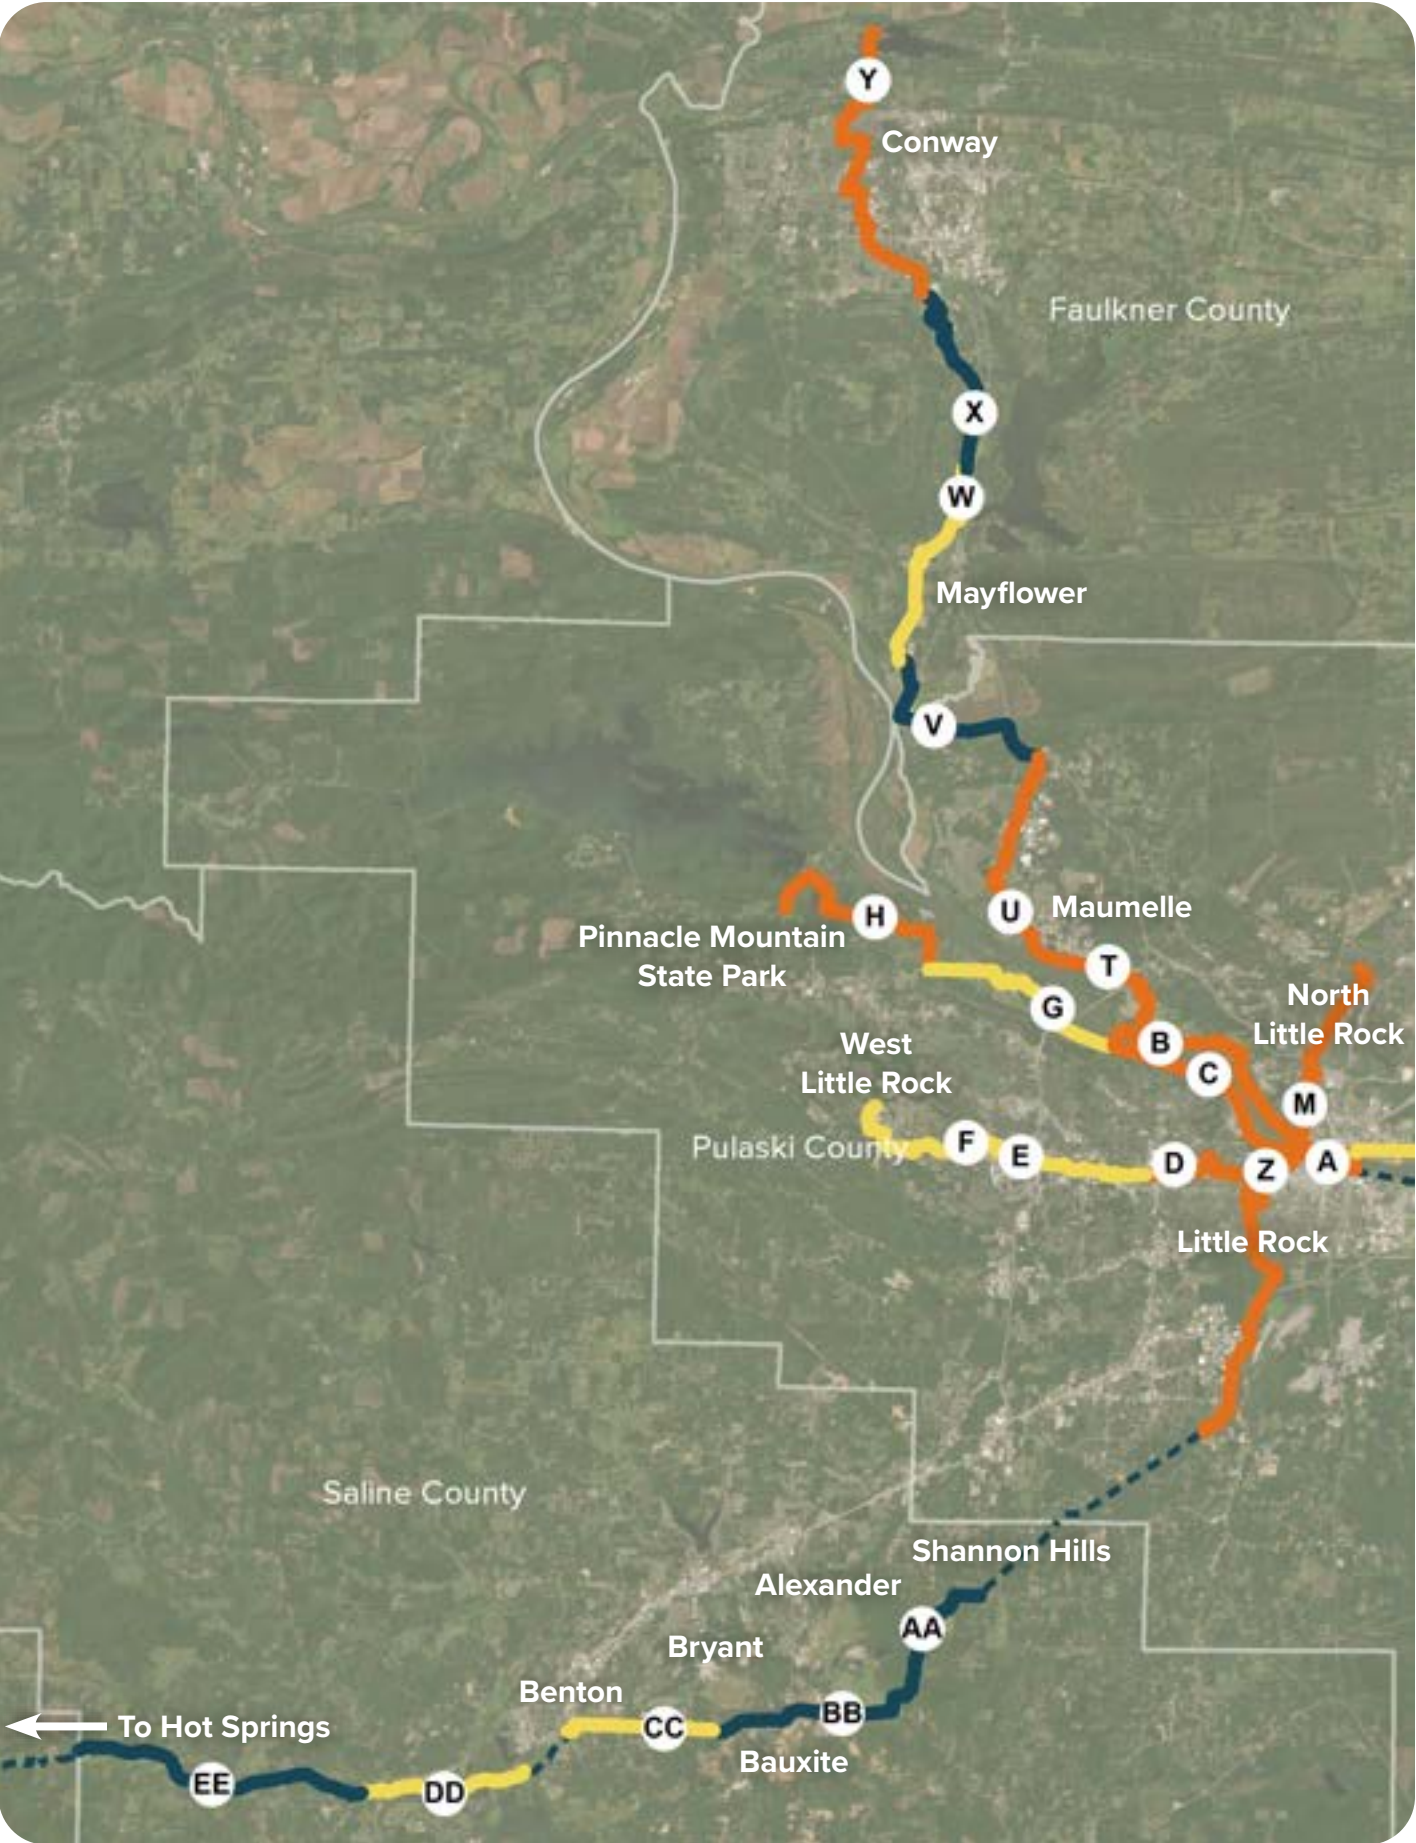 Y
Conway
Faulkner County
X
W
Mayflower
V
H
U
Maumelle
Pinnacle Mountain
State Park
T
G
North
Little Rock
West
Little Rock
B
C
M
Pulaski County
F
E
D
Z
A
Little Rock
Saline County
Shannon Hills
Alexander
AA
Bryant
Benton
BB
CC
To Hot Springs
Bauxite
EE
DD